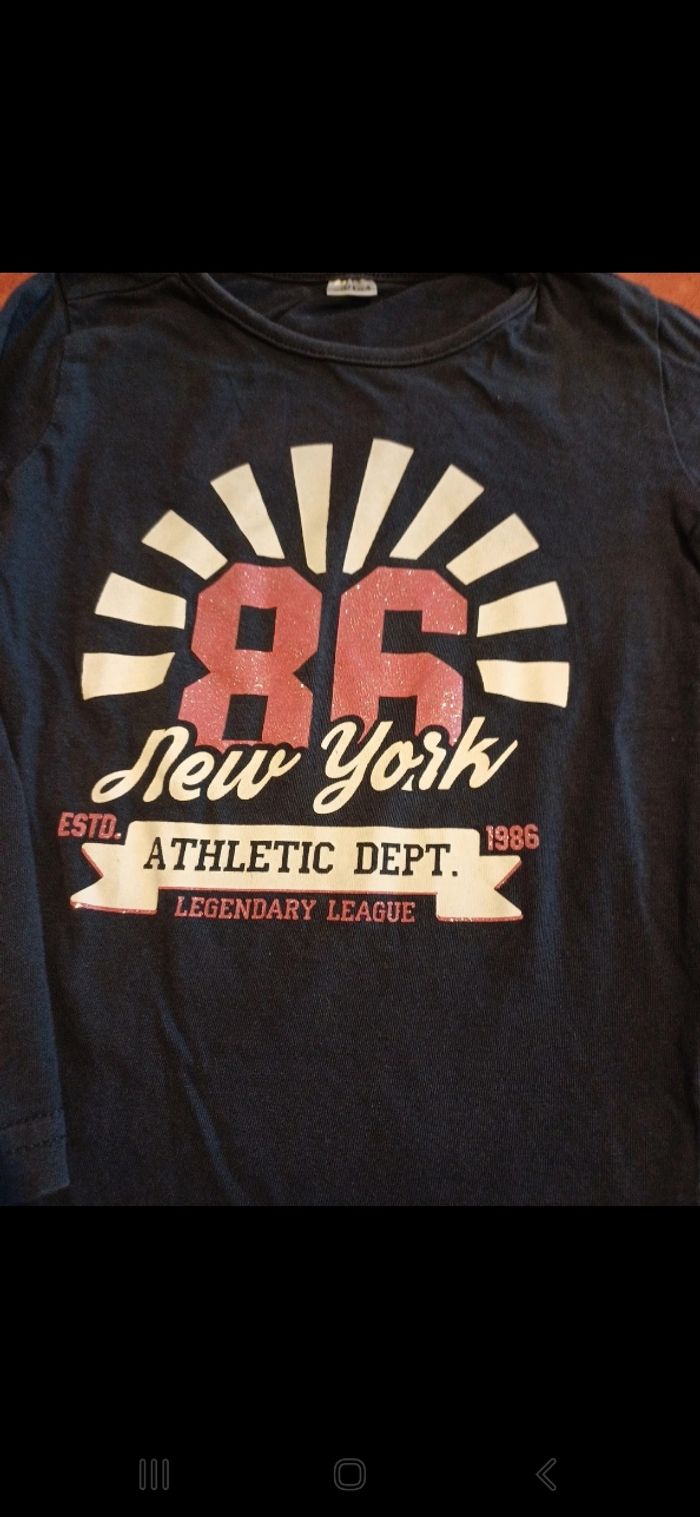 86
New York
ESTD. 1986
ATHLETIC DEPT.
LEGENDARY LEAGUE